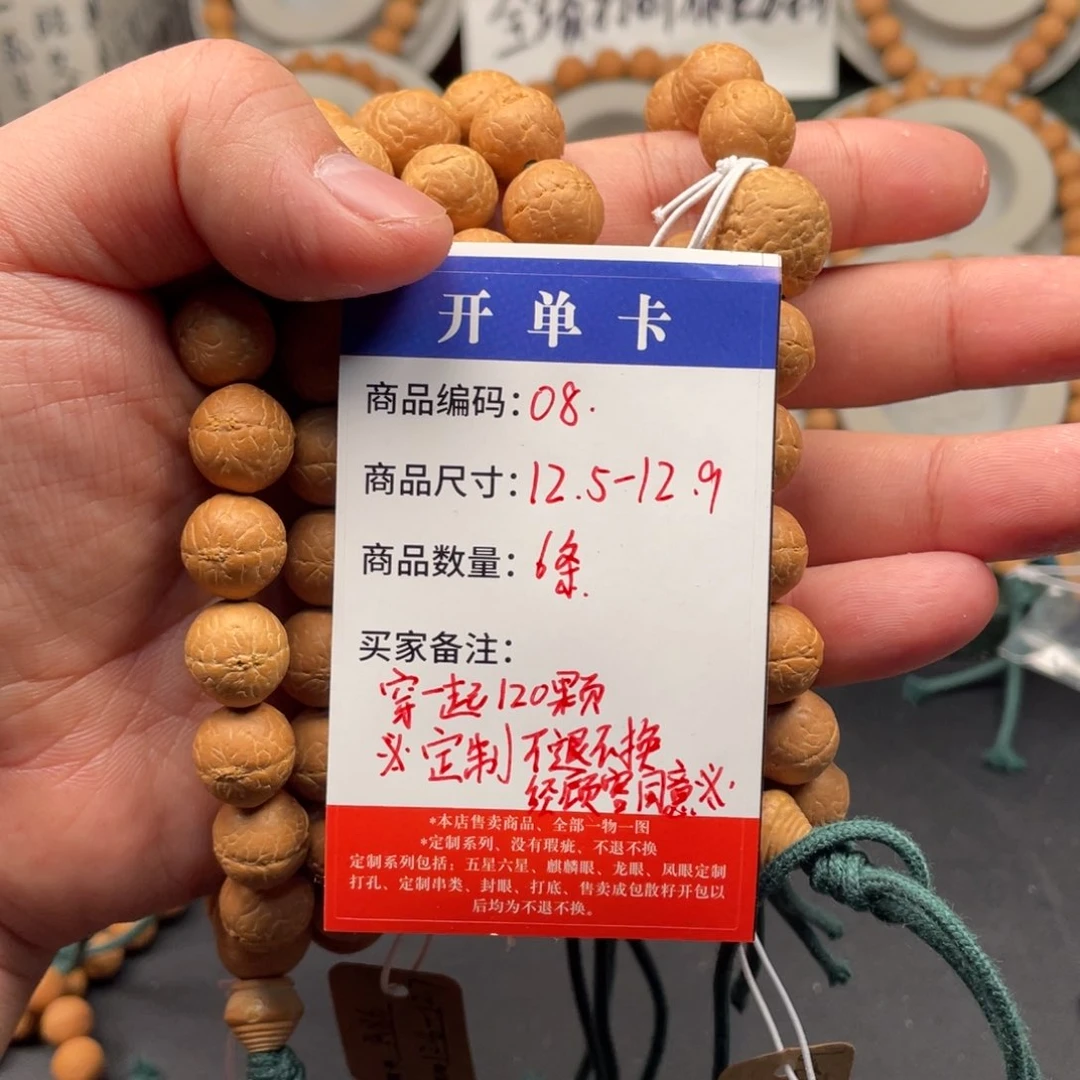 开单卡
商品编码：08.
商品尺寸：12.5-12.9
商品数量：6条.
买家备注：
穿一起120颗
※定制不退不换
经顾客同意※.
*本店售卖商品、全部一物一图
*定制系列、没有瑕疵、不退不换
定制系列包括：五星六星、麒麟眼、龙眼、凤眼定制
打孔、定制串类、封眼、打底、售卖成包散籽开包以
后均为不退不换。